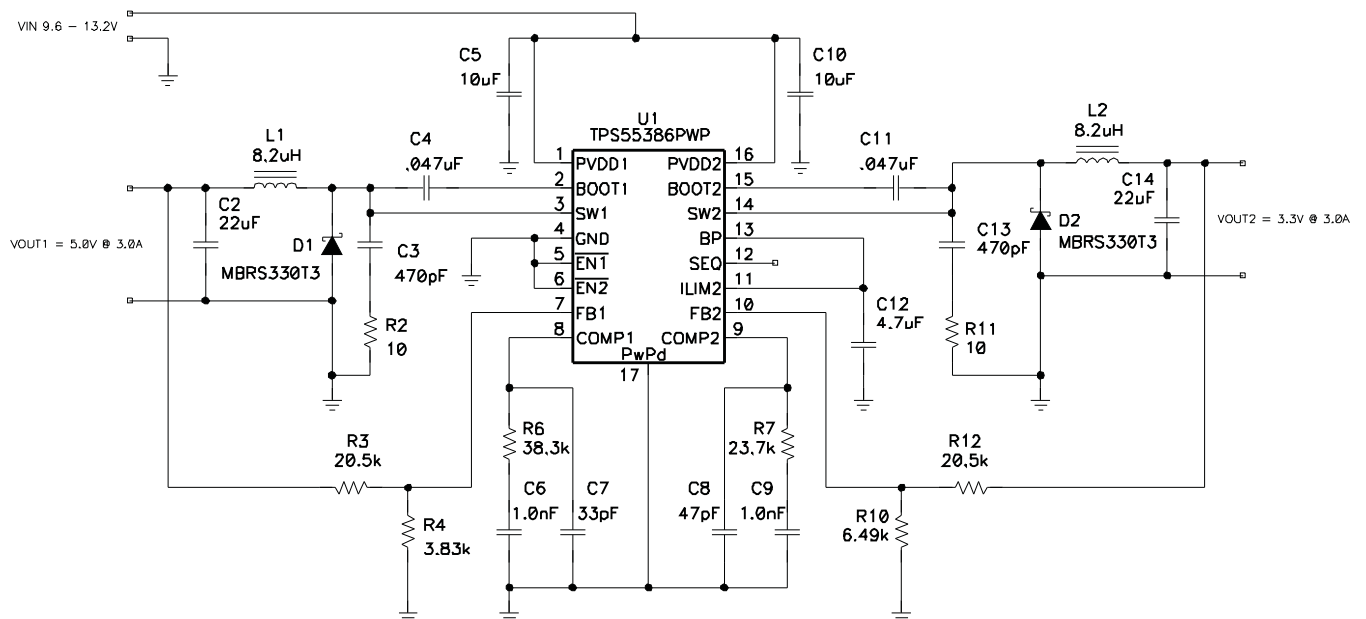 VIN 9.6 - 13.2V
C5
10uF
C10
10uF
U1
TPS55386PWP
L1
8.2uH
C4
.047uF
C11
.047uF
L2
8.2uH
1 PVDD1
PVDD2 16
2 BOOT1
BOOT2 15
3 SW1
SW2 14
4 GND
BP 13
5 EN1
SEQ 12
6 EN2
ILIM2 11
7 FB1
FB2 10
8 COMP1
COMP2 9
PwPd
17
C2
22uF
VOUT1 = 5.0V @ 3.0A
D1
MBRS330T3
C3
470pF
R2
10
C14
22uF
C13
470pF
D2
MBRS330T3
VOUT2 = 3.3V @ 3.0A
C12
4.7uF
R11
10
R3
20.5k
R4
3.83k
R6
38.3k
C6
1.0nF
C7
33pF
R7
23.7k
C8
47pF
C9
1.0nF
R12
20.5k
R10
6.49k